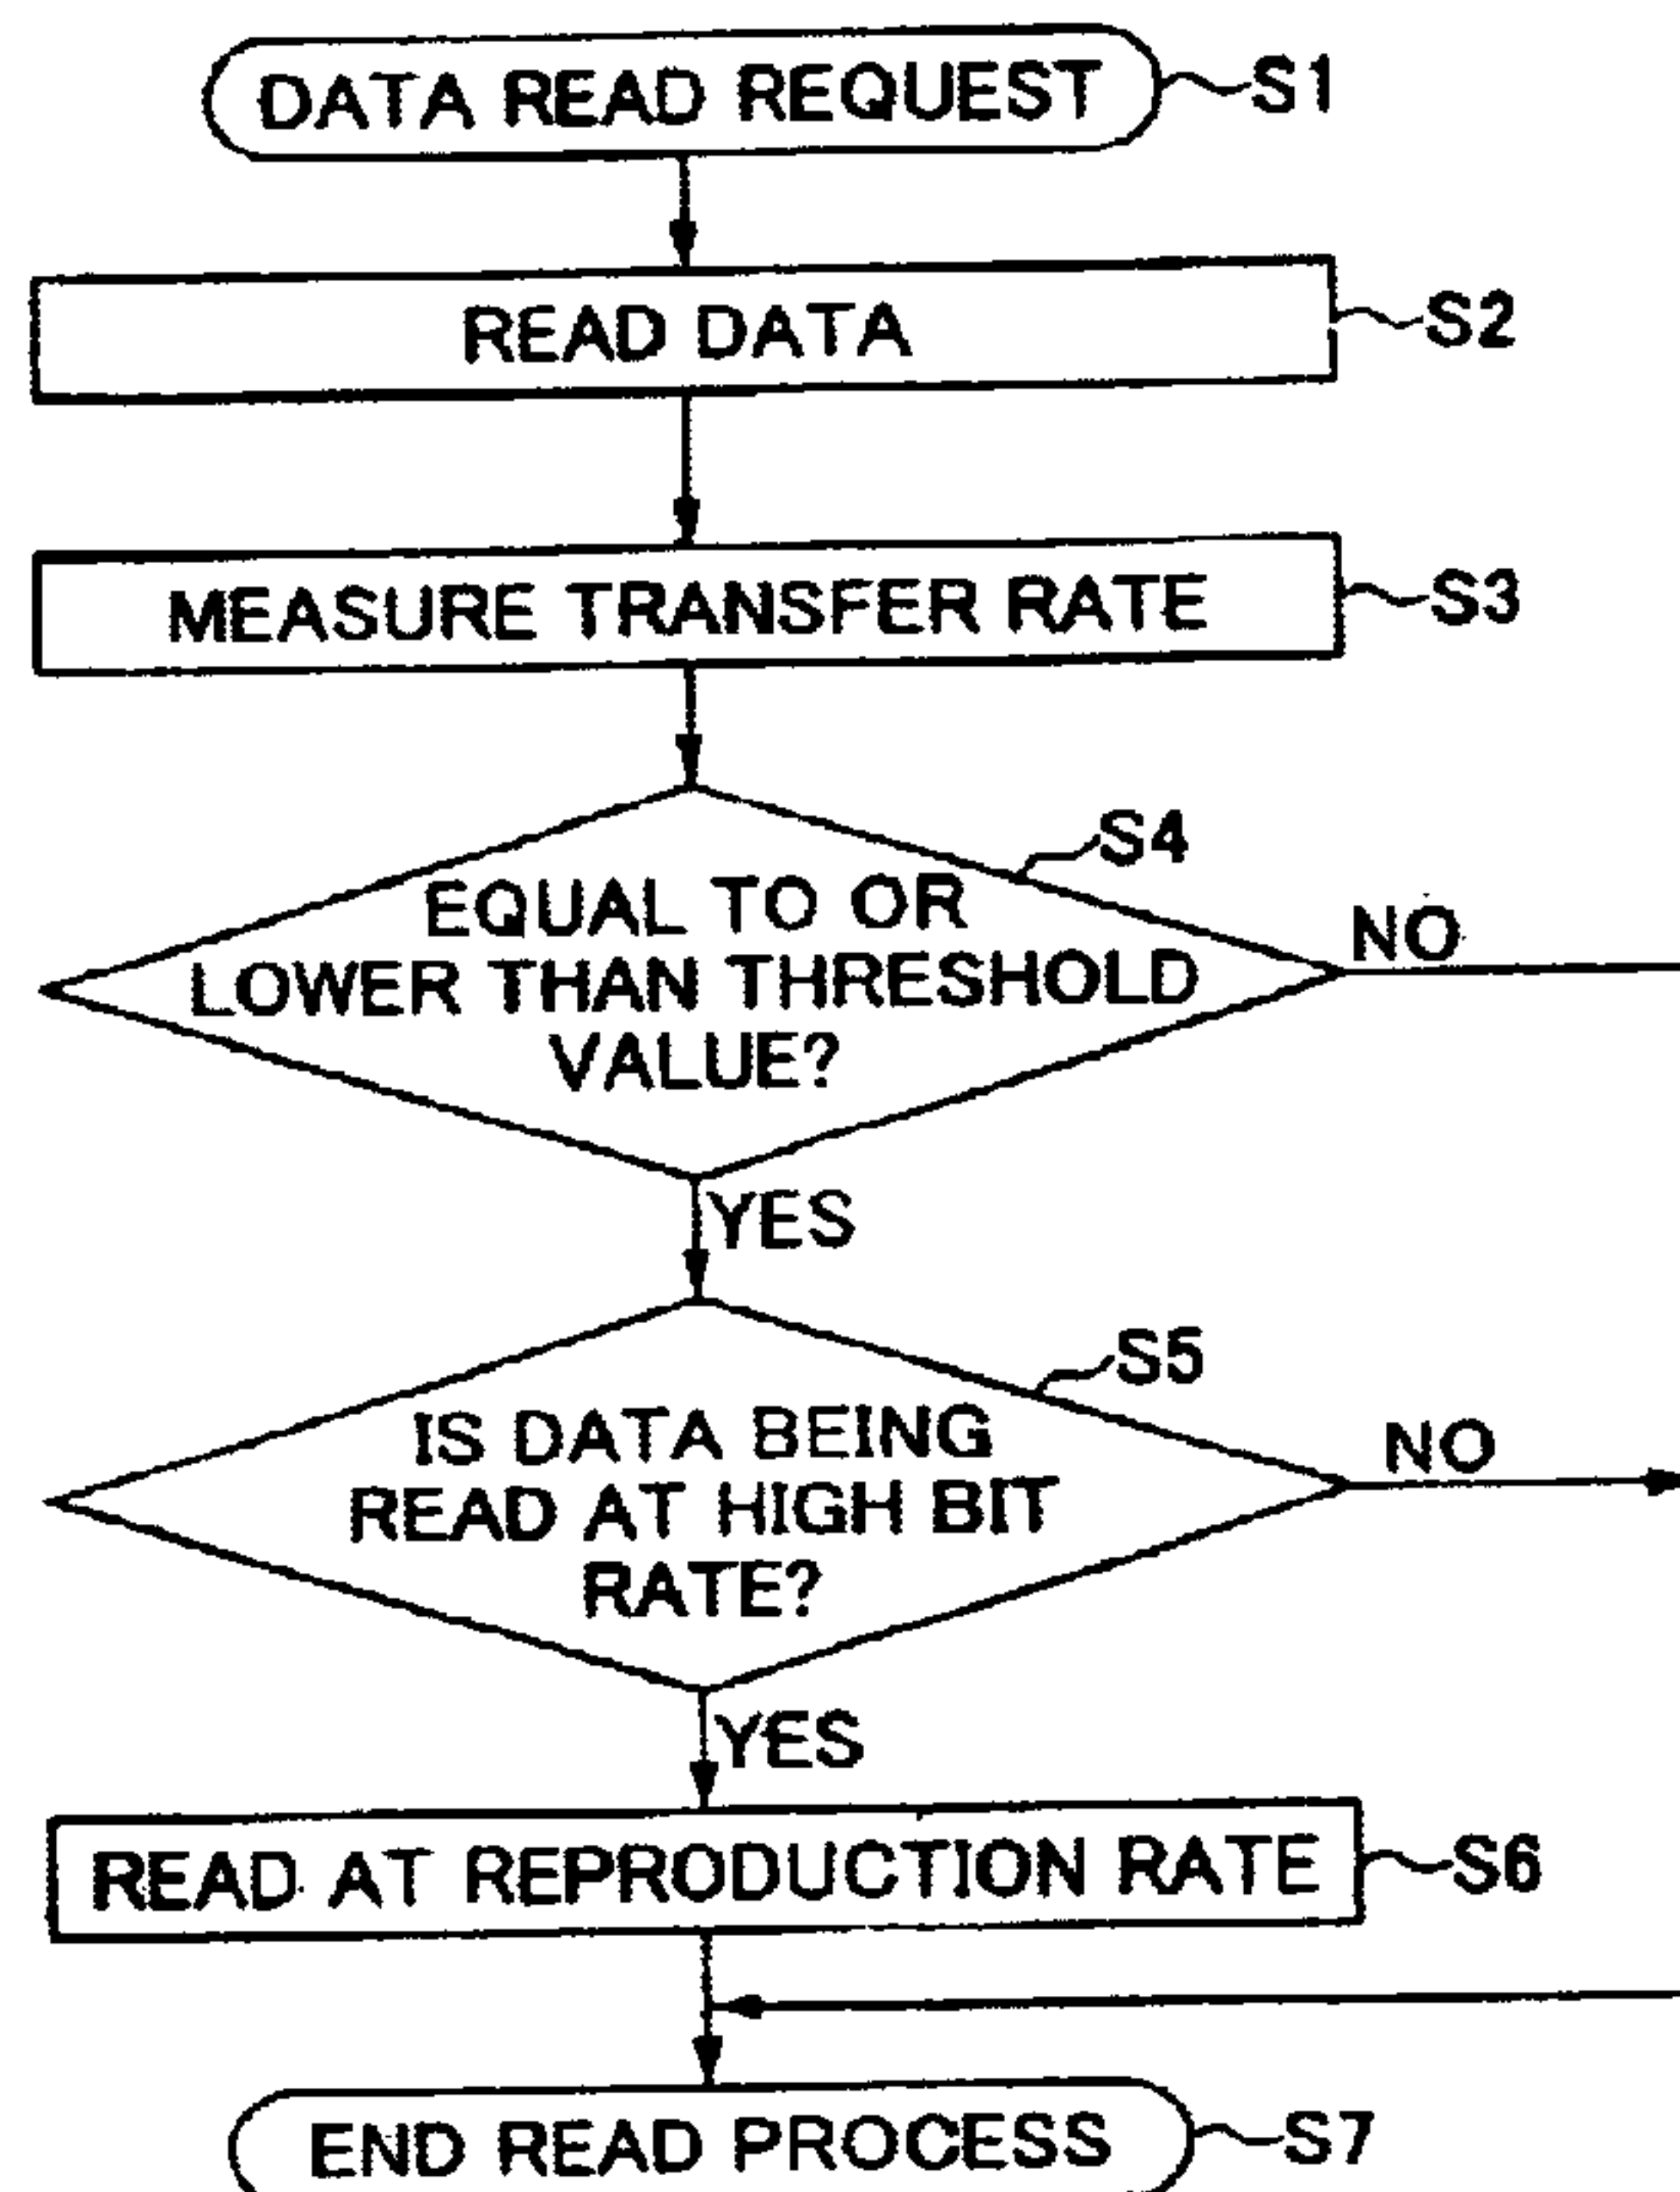 DATA READ REQUEST
S1
READ DATA
S2
MEASURE TRANSFER RATE
S3
S4
EQUAL TO OR
LOWER THAN THRESHOLD
VALUE?
NO
YES
S5
IS DATA BEING
READ AT HIGH BIT
RATE?
NO
YES
READ AT REPRODUCTION RATE
S6
END READ PROCESS
S7